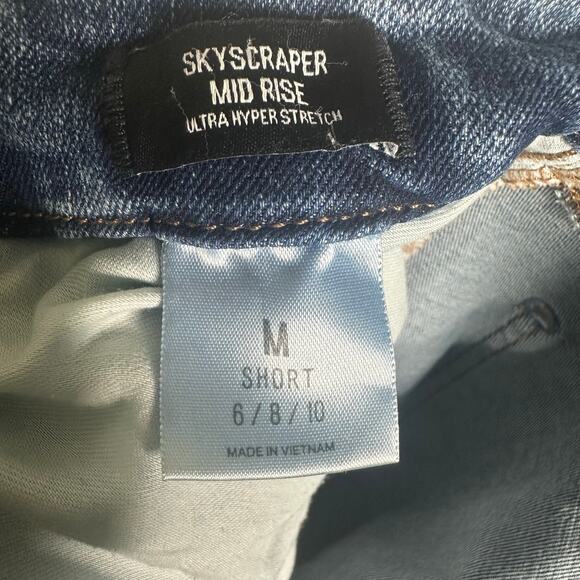 SKYSCRAPER
MID RISE
ULTRA HYPER STRETCH
M
SHORT
6/8/10
MADE IN VIETNAM